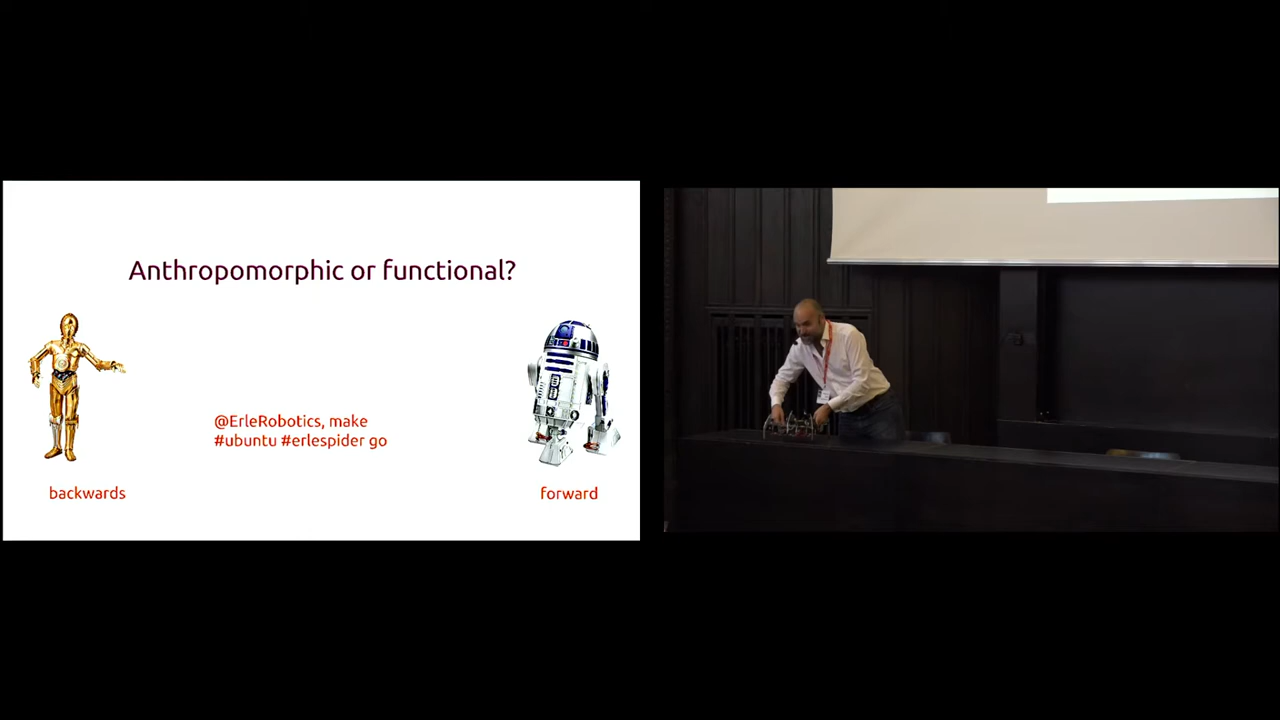 Anthropomorphic or functional?
@ErleRobotics, make
#ubuntu #erlespider go
backwards
forward